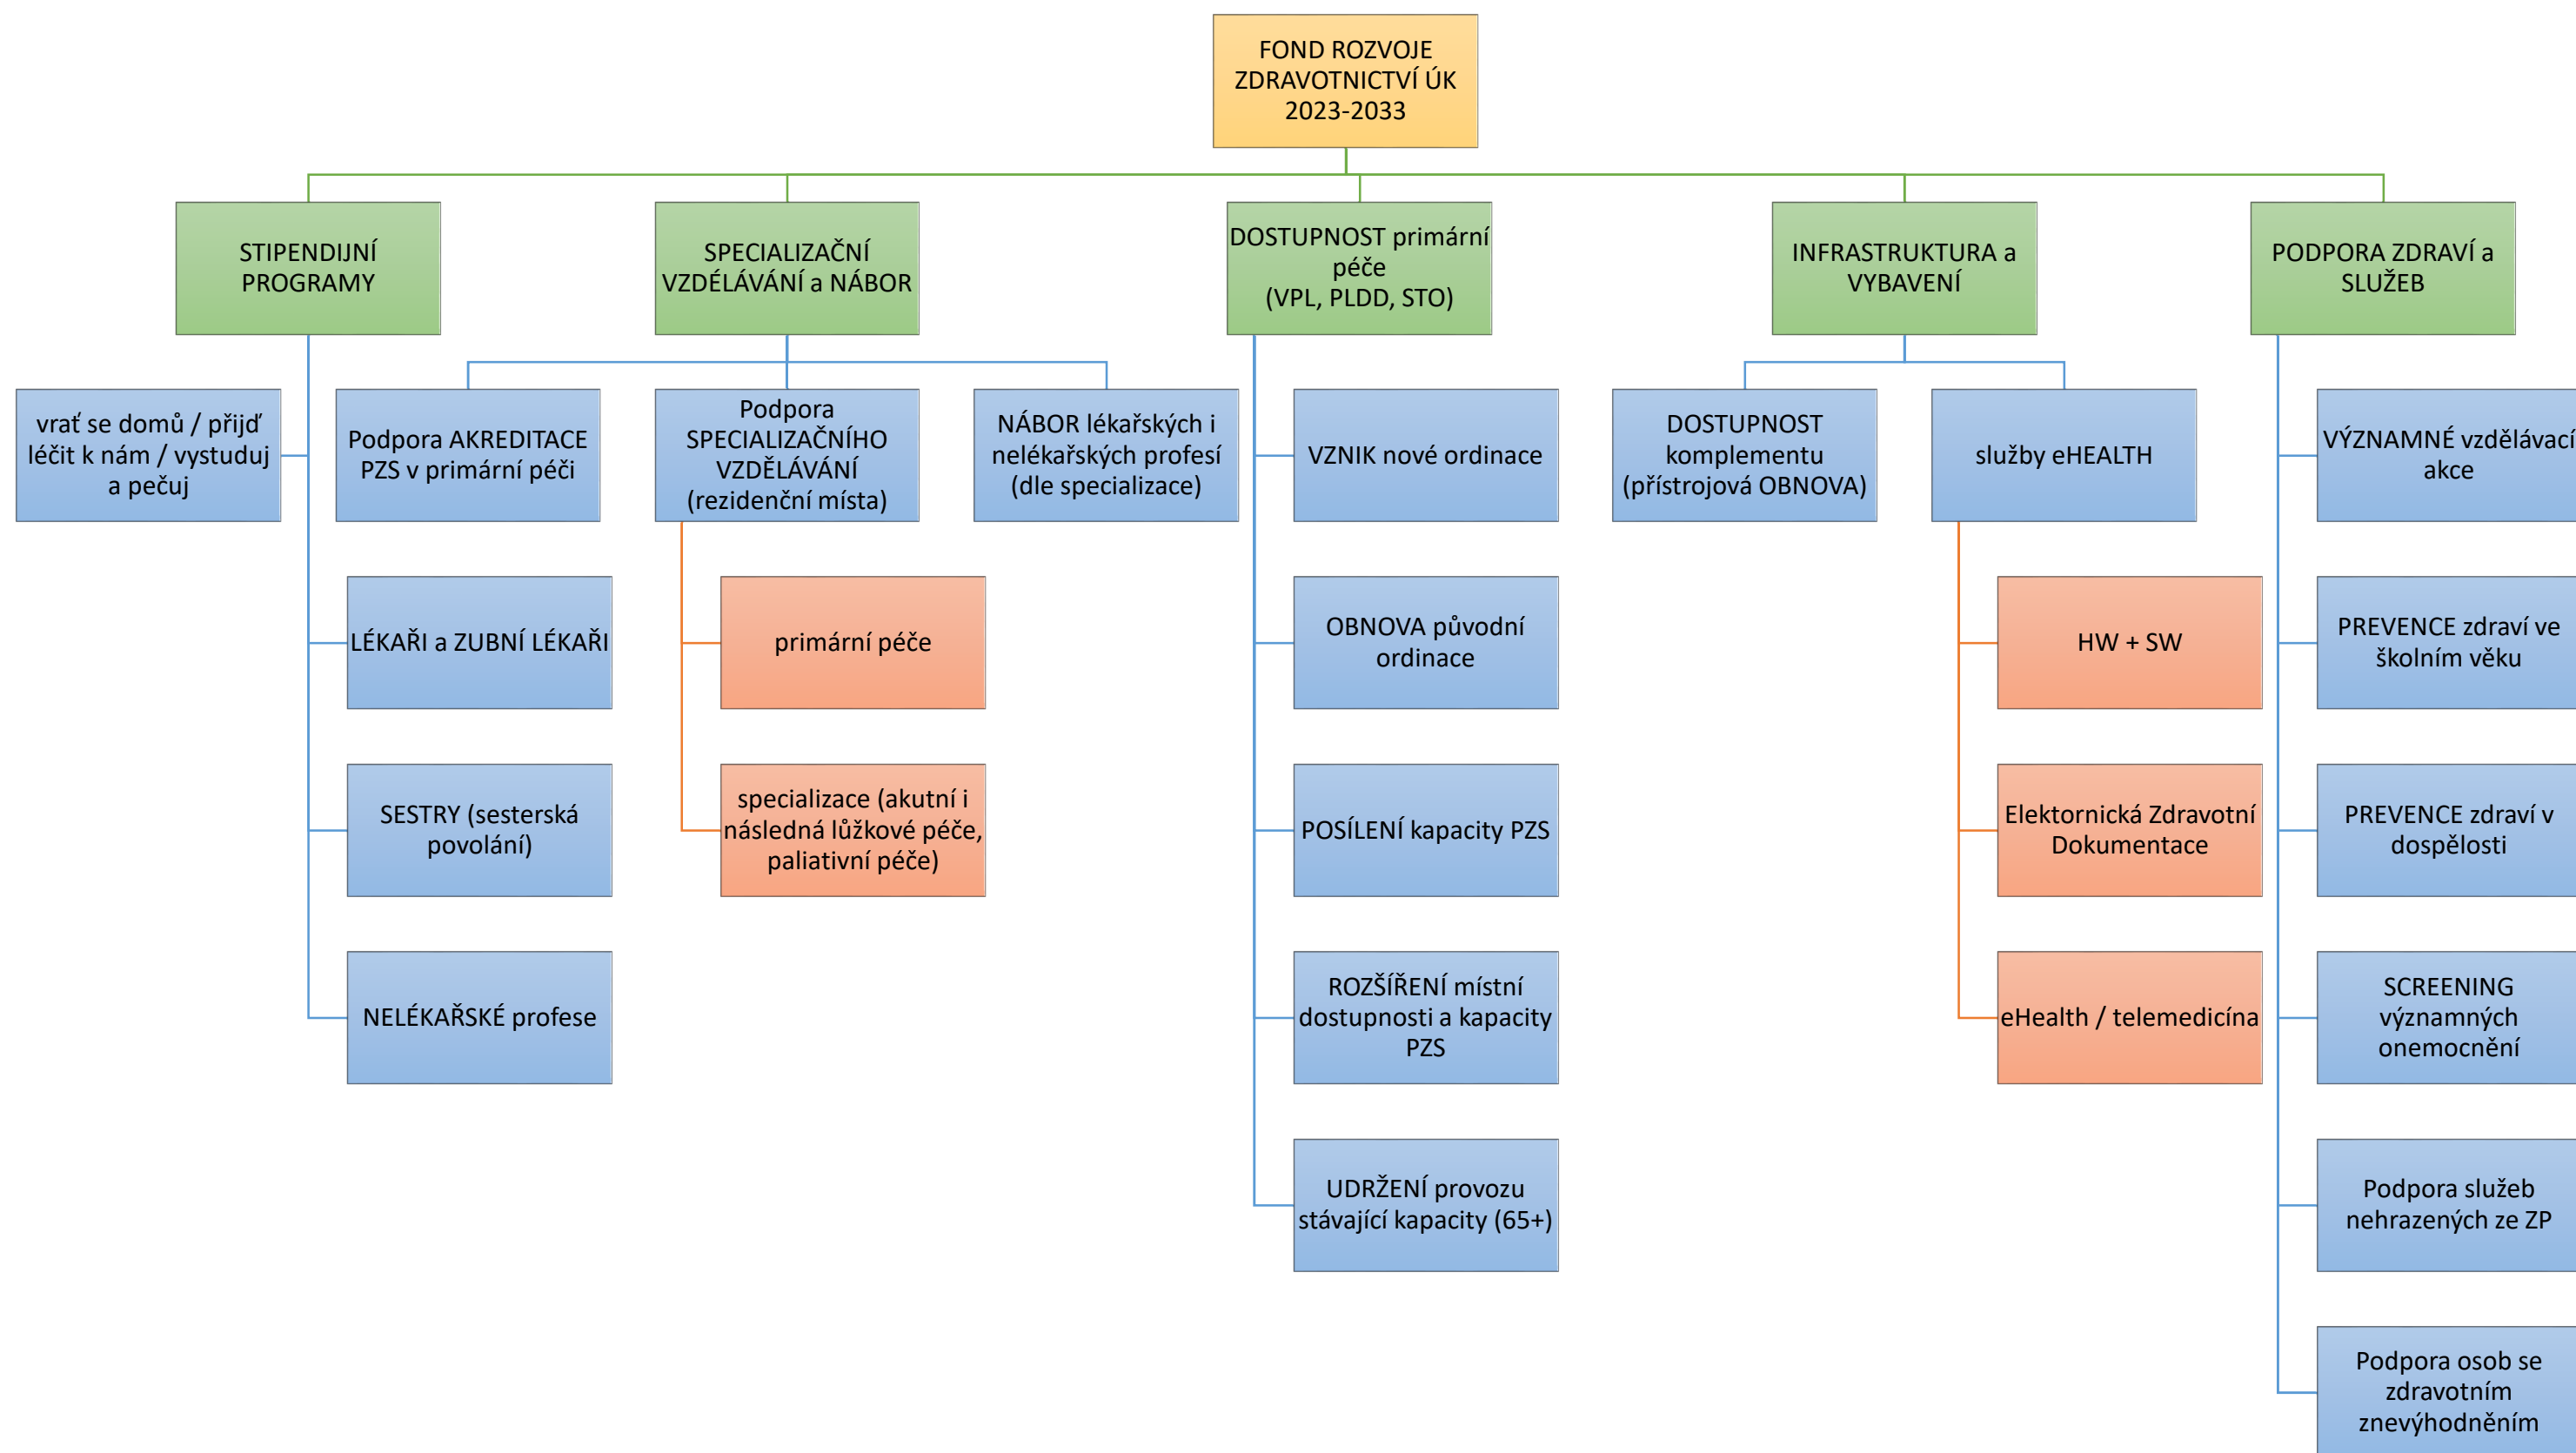 FOND ROZVOJE
ZDRAVOTNICTVÍ ÚK
2023-2033
STIPENDIJNÍ
PROGRAMY
SPECIALIZAČNÍ
VZDÉLÁVÁNÍ a NÁBOR
DOSTUPNOST primární
péče
(VPL, PLDD, STO)
INFRASTRUKTURA a
VYBAVENÍ
PODPORA ZDRAVÍ a
SLUŽEB
vrať se domů / přijď
léčit k nám / vystuduj
a pečuj
Podpora AKREDITACE
PZS v primární péči
Podpora
SPECIALIZAČNÍHO
VZDĚLÁVÁNÍ
(rezidenční místa)
NÁBOR lékařských i
nelékařských profesí
(dle specializace)
VZNIK nové ordinace
DOSTUPNOST
komplementu
(přístrojová OBNOVA)
služby eHEALTH
VÝZNAMNÉ vzdělávací
akce
LÉKAŘI a ZUBNÍ LÉKAŘI
primární péče
OBNOVA původní
ordinace
HW + SW
PREVENCE zdraví ve
školním věku
SESTRY (sesterská
povolání)
specializace (akutní i
následná lůžkové péče,
paliativní péče)
POSÍLENÍ kapacity PZS
Elektornická Zdravotní
Dokumentace
PREVENCE zdraví v
dospělosti
NELÉKAŘSKÉ profese
ROZŠÍŘENÍ místní
dostupnosti a kapacity
PZS
eHealth / telemedicína
SCREENING
významných
onemocnění
UDRŽENÍ provozu
stávající kapacity (65+)
Podpora služeb
nehrazených ze ZP
Podpora osob se
zdravotním
znevýhodněním